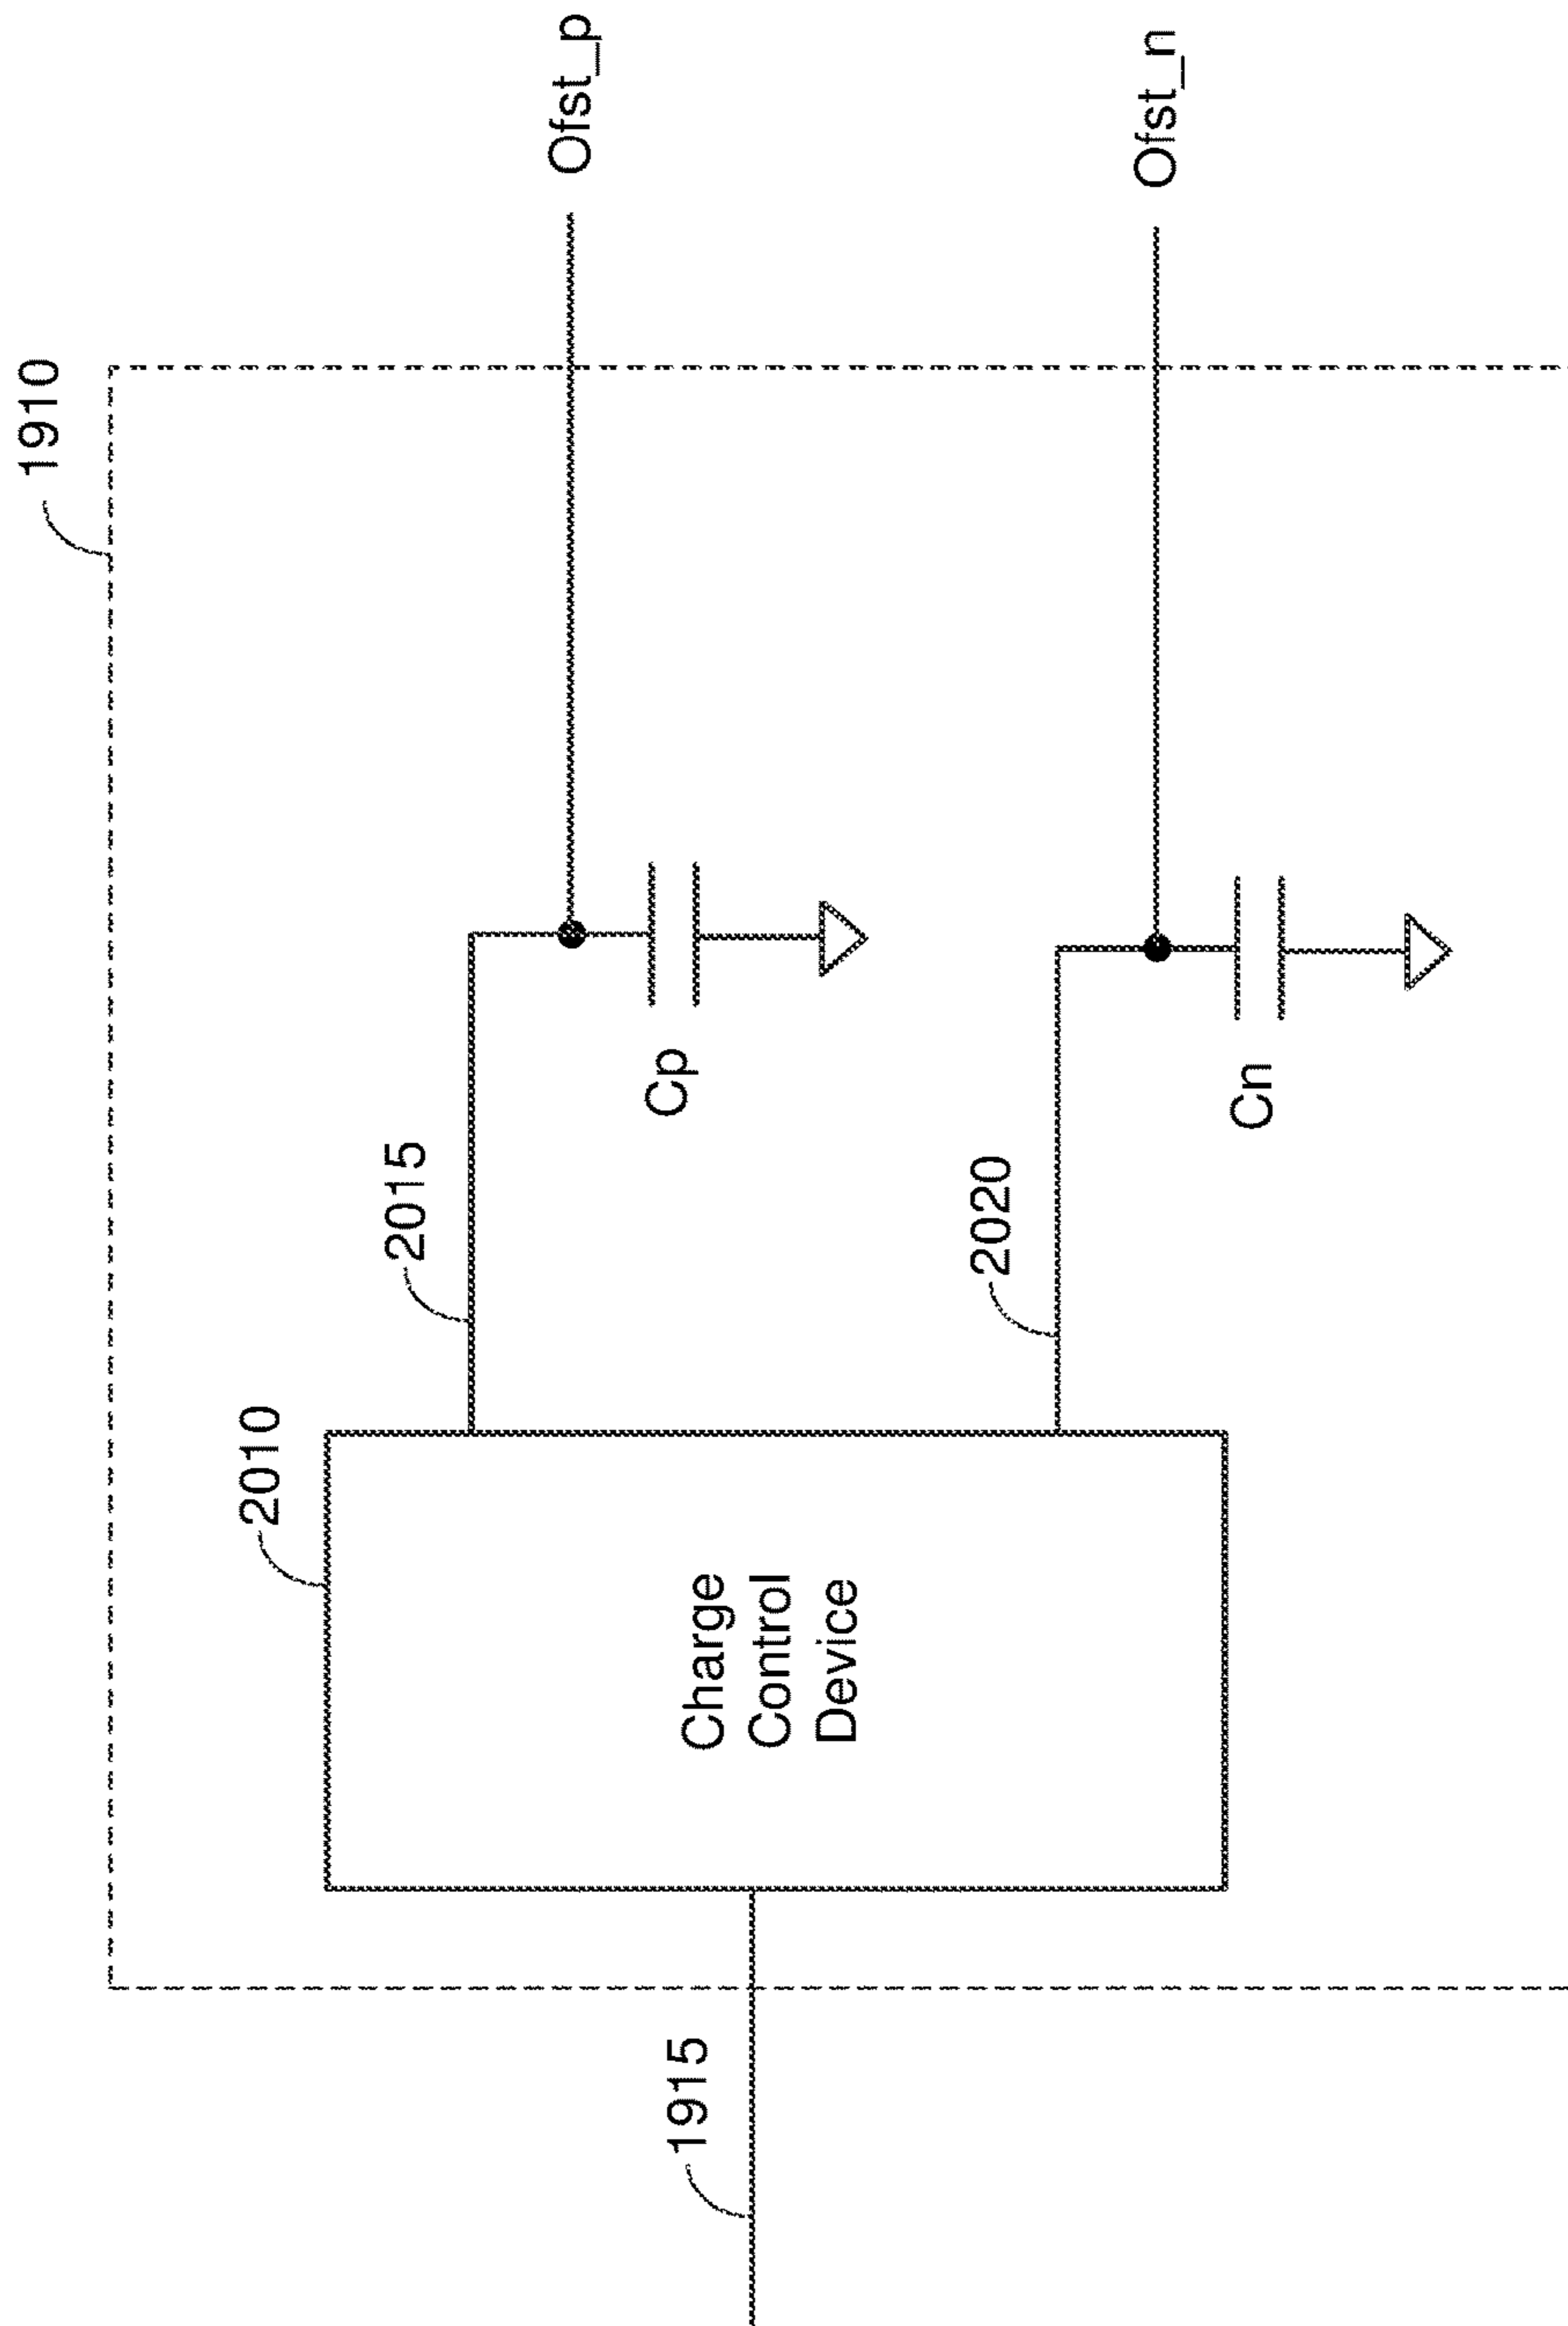 1910
Ofst_p
2010
2015
Cp
Charge
Control
Device
1915
2020
Ofst_n
Cn